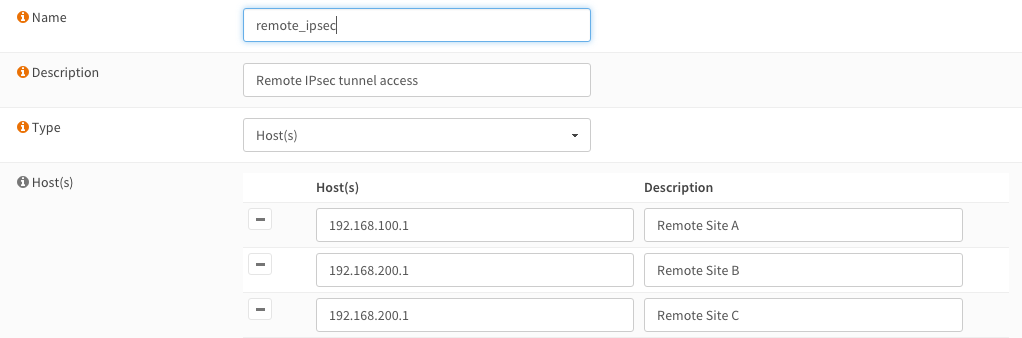 Name
remote_ipsec
Description
Remote IPsec tunnel access
Type
Host(s)
Host(s)
Host(s) Description
192.168.100.1 Remote Site A
192.168.200.1 Remote Site B
192.168.200.1 Remote Site C